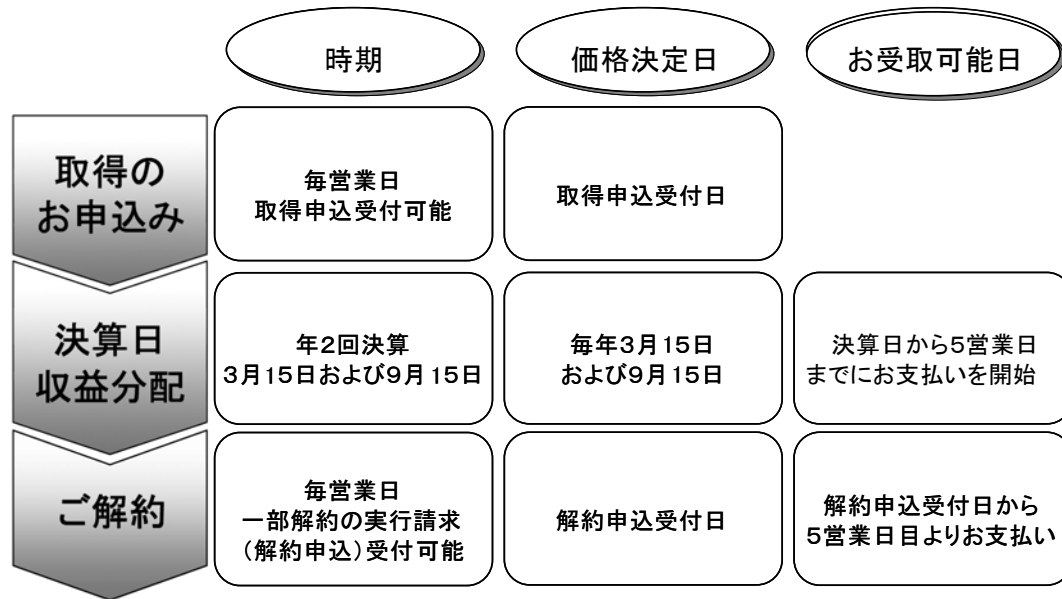 時期
価格決定日
お受取可能日
取得の
お申込み
毎営業日
取得申込受付可能
取得申込受付日
決算日
収益分配
年2回決算
3月15日および9月15日
毎年3月15日
および9月15日
決算日から5営業日
までにお支払いを開始
ご解約
毎営業日
一部解約の実行請求
(解約申込)受付可能
解約申込受付日
解約申込受付日から
5営業日目よりお支払い